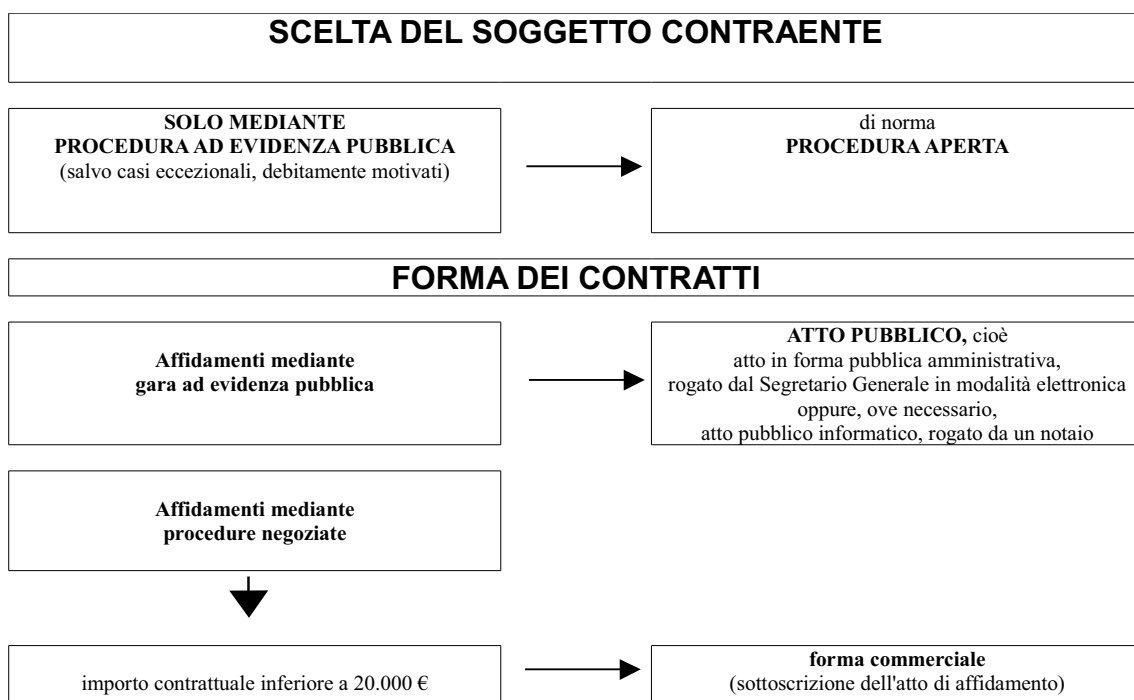 SCELTA DEL SOGGETTO CONTRAENTE
SOLO MEDIANTE
PROCEDURA AD EVIDENZA PUBBLICA
(salvo casi eccezionali, debitamente motivati)
di norma
PROCEDURA APERTA
FORMA DEI CONTRATTI
Affidamenti mediante
gara ad evidenza pubblica
ATTO PUBBLICO, cioè
atto in forma pubblica amministrativa,
rogato dal Segretario Generale in modalità elettronica
oppure, ove necessario,
atto pubblico informatico, rogato da un notaio
Affidamenti mediante
procedure negoziate
importo contrattuale inferiore a 20.000 €
forma commerciale
(sottoscrizione dell'atto di affidamento)